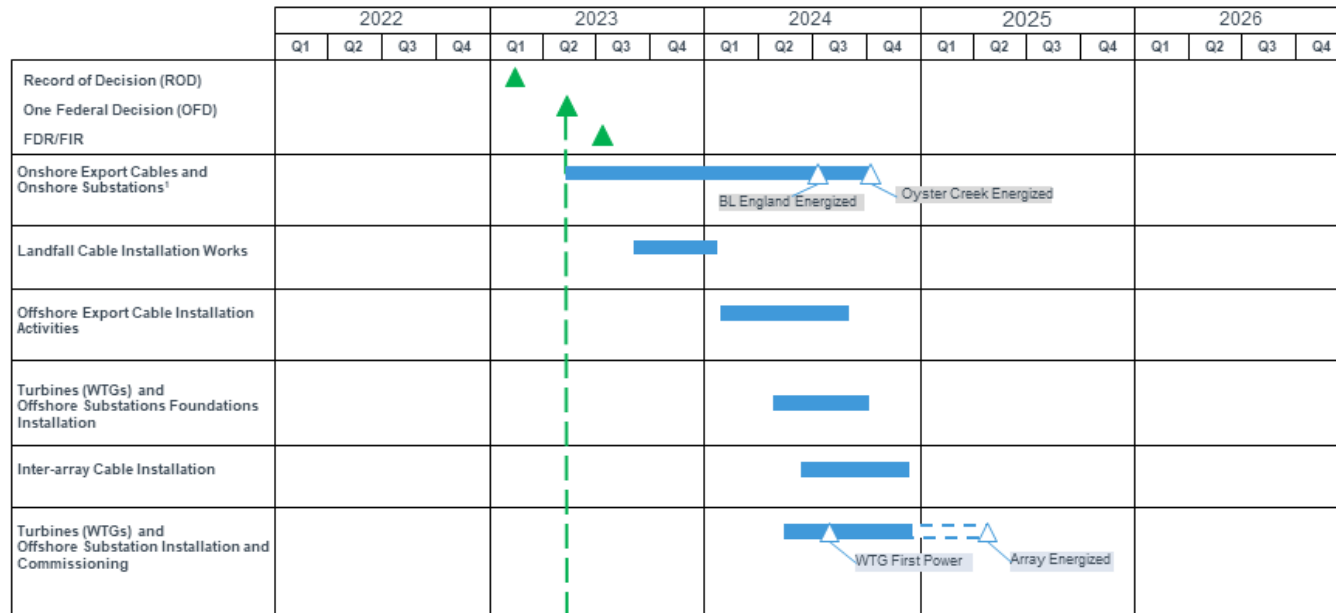 2022 2023 2024 2025 2026
Q1 Q2 Q3 Q4 Q1 Q2 Q3 Q4 Q1 Q2 Q3 Q4 Q1 Q2 Q3 Q4 Q1 Q2 Q3 Q4
Record of Decision (ROD)
One Federal Decision (OFD)
FDR/FIR
Onshore Export Cables and
Onshore Substations¹
BL England Energized
Oyster Creek Energized
Landfall Cable Installation Works
Offshore Export Cable Installation
Activities
Turbines (WTGs) and
Offshore Substations Foundations
Installation
Inter-array Cable Installation
Turbines (WTGs) and
Offshore Substation Installation and
Commissioning
WTG First Power
Array Energized